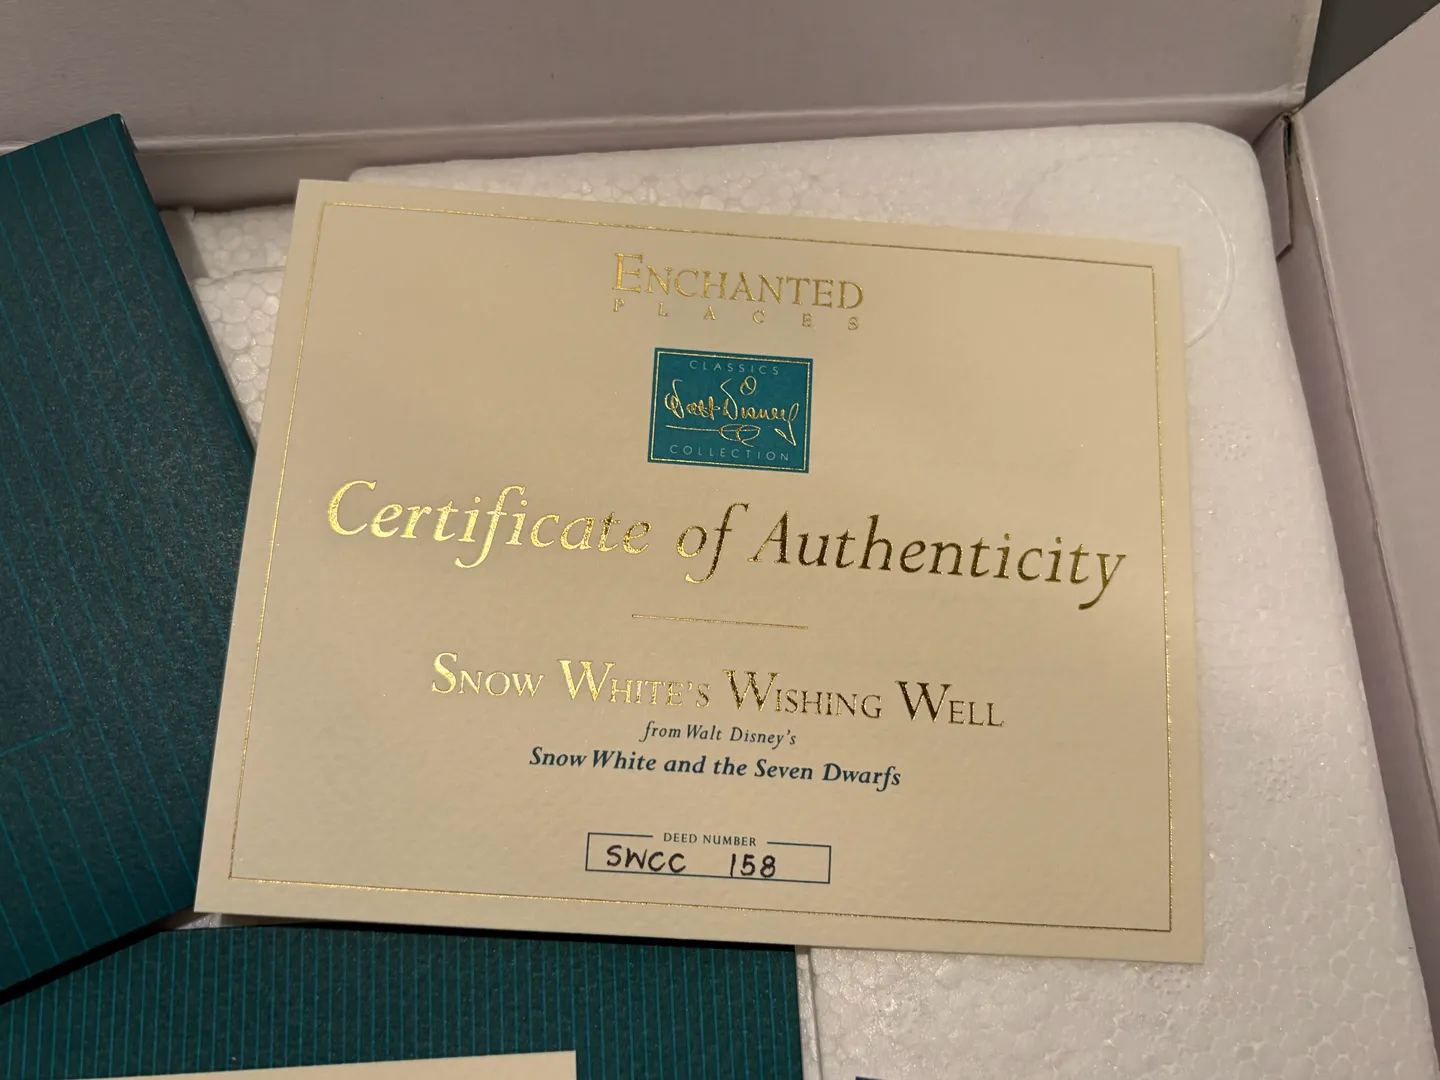 ENCHANTED
PLACES
CLASSICS
Walt Disney
COLLECTION
Certificate of Authenticity
SNOW WHITE'S WISHING WELL
from Walt Disney's
Snow White and the Seven Dwarfs
DEED NUMBER
SWCC 158